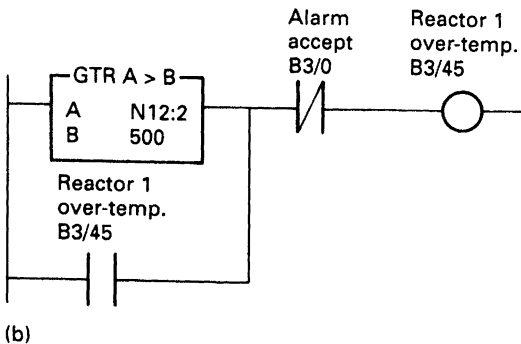 Alarm
accept
B3/0
Reactor 1
over-temp.
B3/45
GTR A > B
A N12:2
B 500
Reactor 1
over-temp.
B3/45
(b)